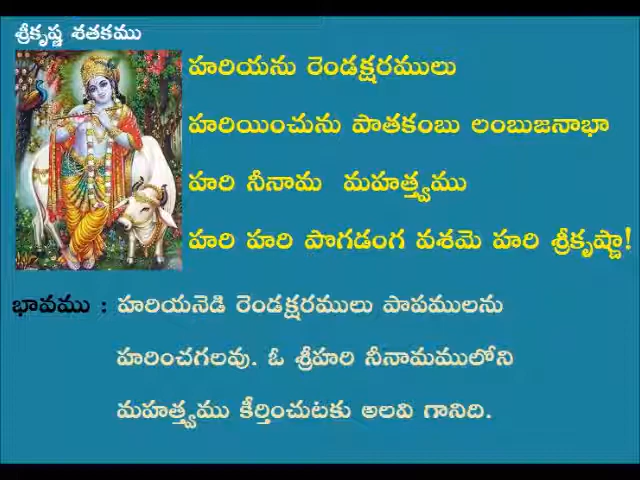 శ్రీకృష్ణ శతకము
హరియను రెండక్షరములు
హరియించును పాతకంబు లంబుజనాభా
హరి నీనామ మహత్త్వము
హరి హరి పొగడంగ వశమె హరి శ్రీకృష్ణా!
భావము : హరియనెడి రెండక్షరములు పాపములను
హరించగలవు. ఓ శ్రీహరి నీనామములోని
మహత్త్వము కీర్తించుటకు అలవి గానిది.